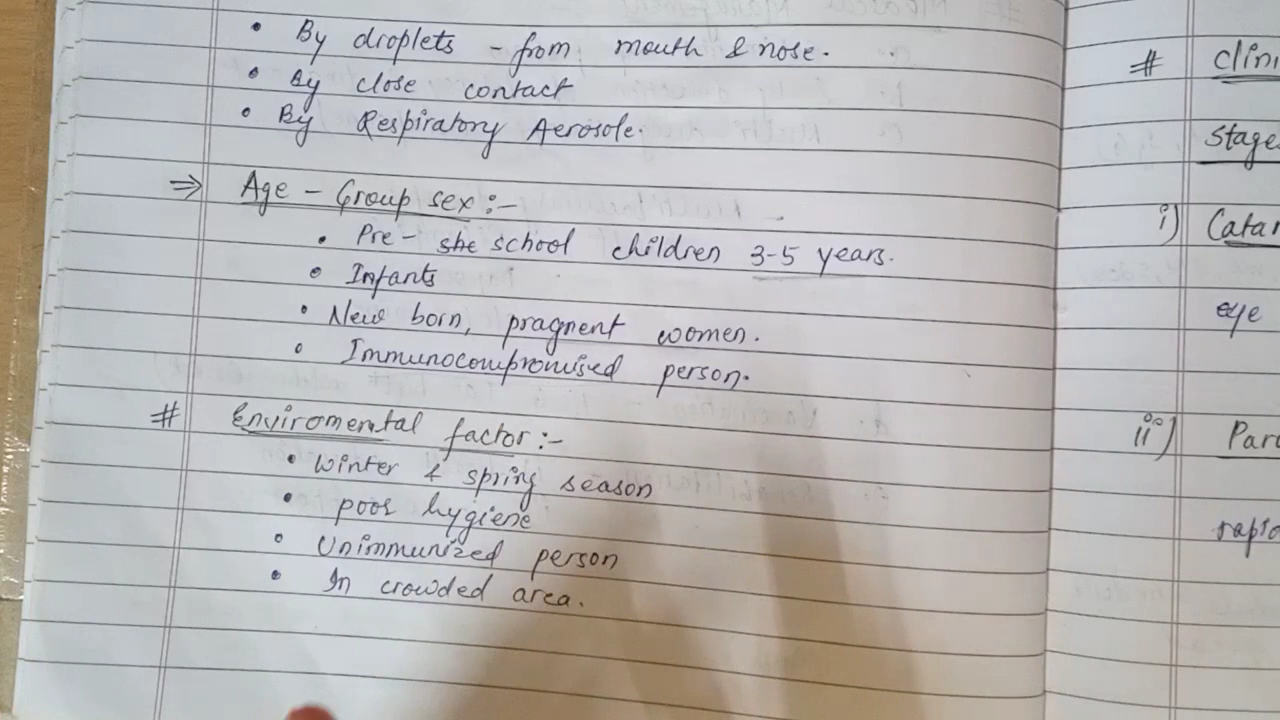 • By droplets - from mouth & nose.
• By close contact
• By Respiratory Aerosole.
⇒ Age - Group sex :-
• Pre - she school children 3-5 years.
• Infants
• New born, pragnent women.
• Immunocompromised person.
# Enviromental factor :-
• Winter & spring season
• poor hygiene
• Unimmunized person
• In crowded area.
# clini
stage
i) Catar
eye
ii) Par
rapid